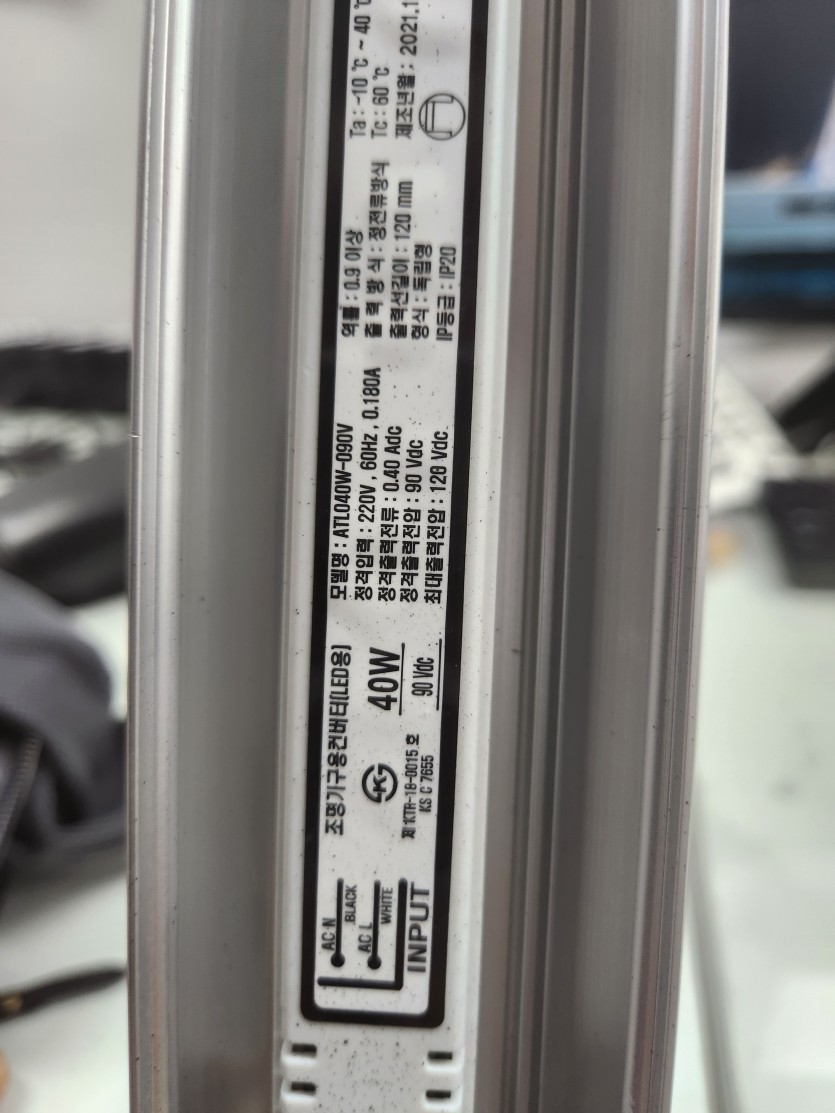 AC N
BLACK
AC L
WHITE
INPUT
조명기구용컨버터(LED용)
40W
90 Vdc
제 KTR-18-0015 호
KS C 7655
모델명 : ATL040W-090V
정격입력 : 220V , 60Hz , 0.180A
정격출력전류 : 0.40 Adc
정격출력전압 : 90 Vdc
최대출력전압 : 128 Vdc
역률 : 0.9 이상
출 력 방 식 : 정전류방식
출력선길이 : 120 mm
형식 : 독립형
IP등급 : IP20
Ta : -10 ℃ ~ 40 ℃
Tc : 60 ℃
제조년월 : 2021.1